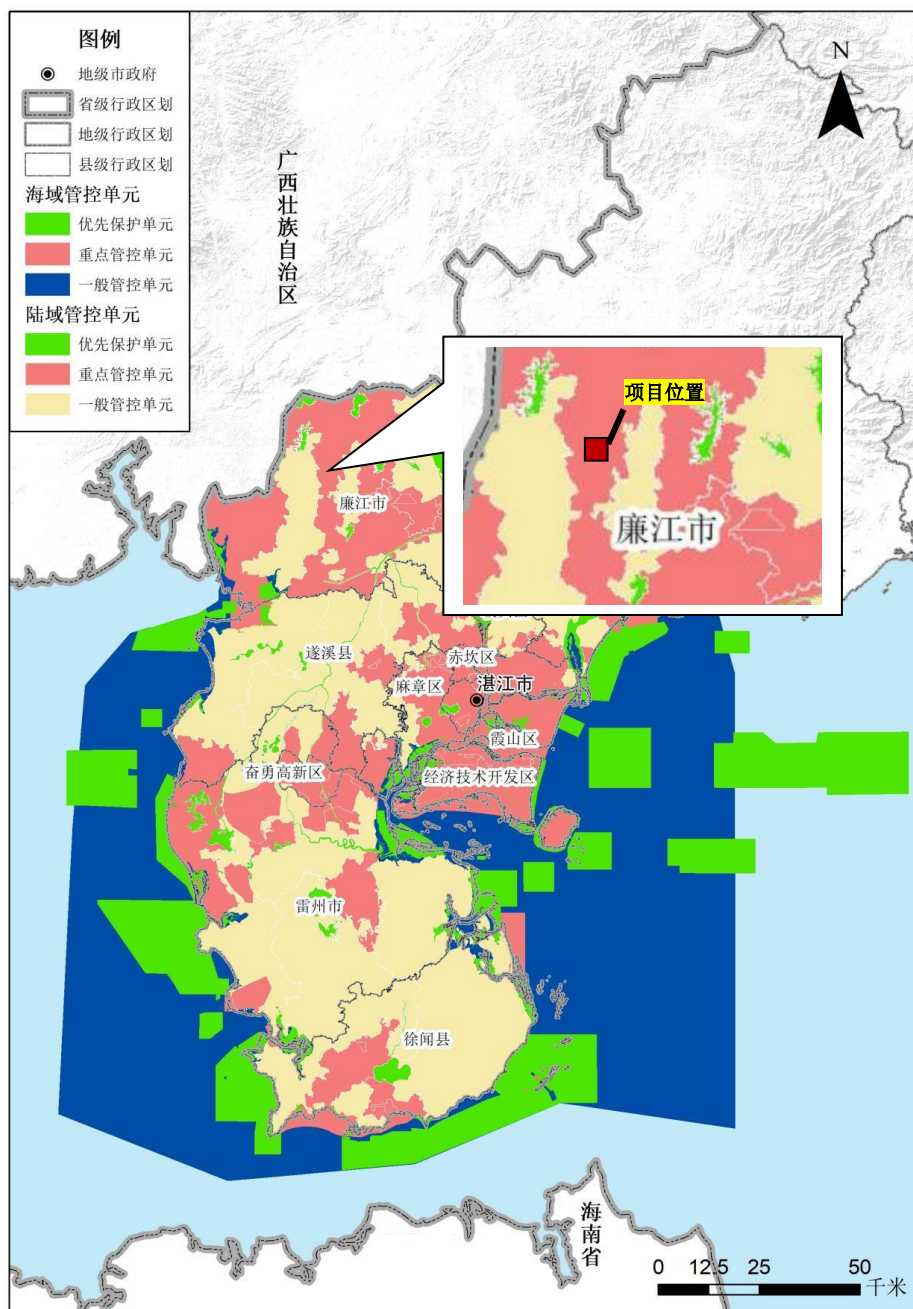 图例
地级市政府
省级行政区划
地级行政区划
县级行政区划
海域管控单元
优先保护单元
重点管控单元
一般管控单元
陆域管控单元
优先保护单元
重点管控单元
一般管控单元
N
广西壮族自治区
项目位置
廉江市
廉江市
遂溪县
赤坎区
麻章区
湛江市
霞山区
奋勇高新区
经济技术开发区
雷州市
徐闻县
海南省
0 12.5 25 50
千米